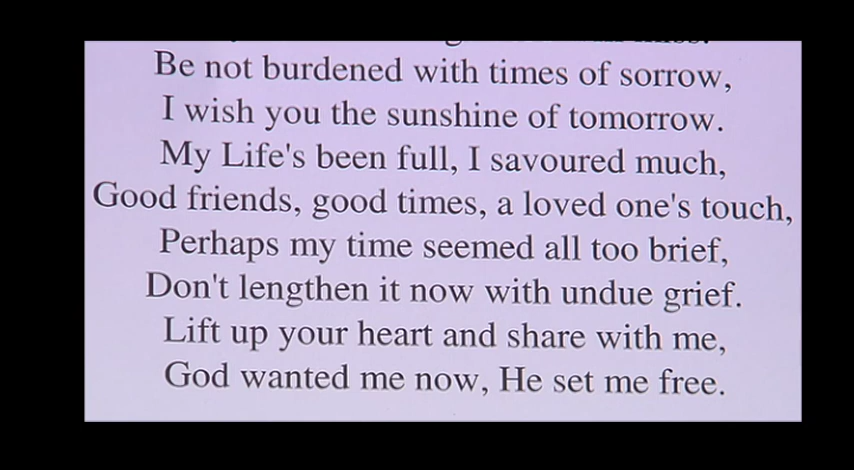 Be not burdened with times of sorrow,
I wish you the sunshine of tomorrow.
My Life's been full, I savoured much,
Good friends, good times, a loved one's touch,
Perhaps my time seemed all too brief,
Don't lengthen it now with undue grief.
Lift up your heart and share with me,
God wanted me now, He set me free.